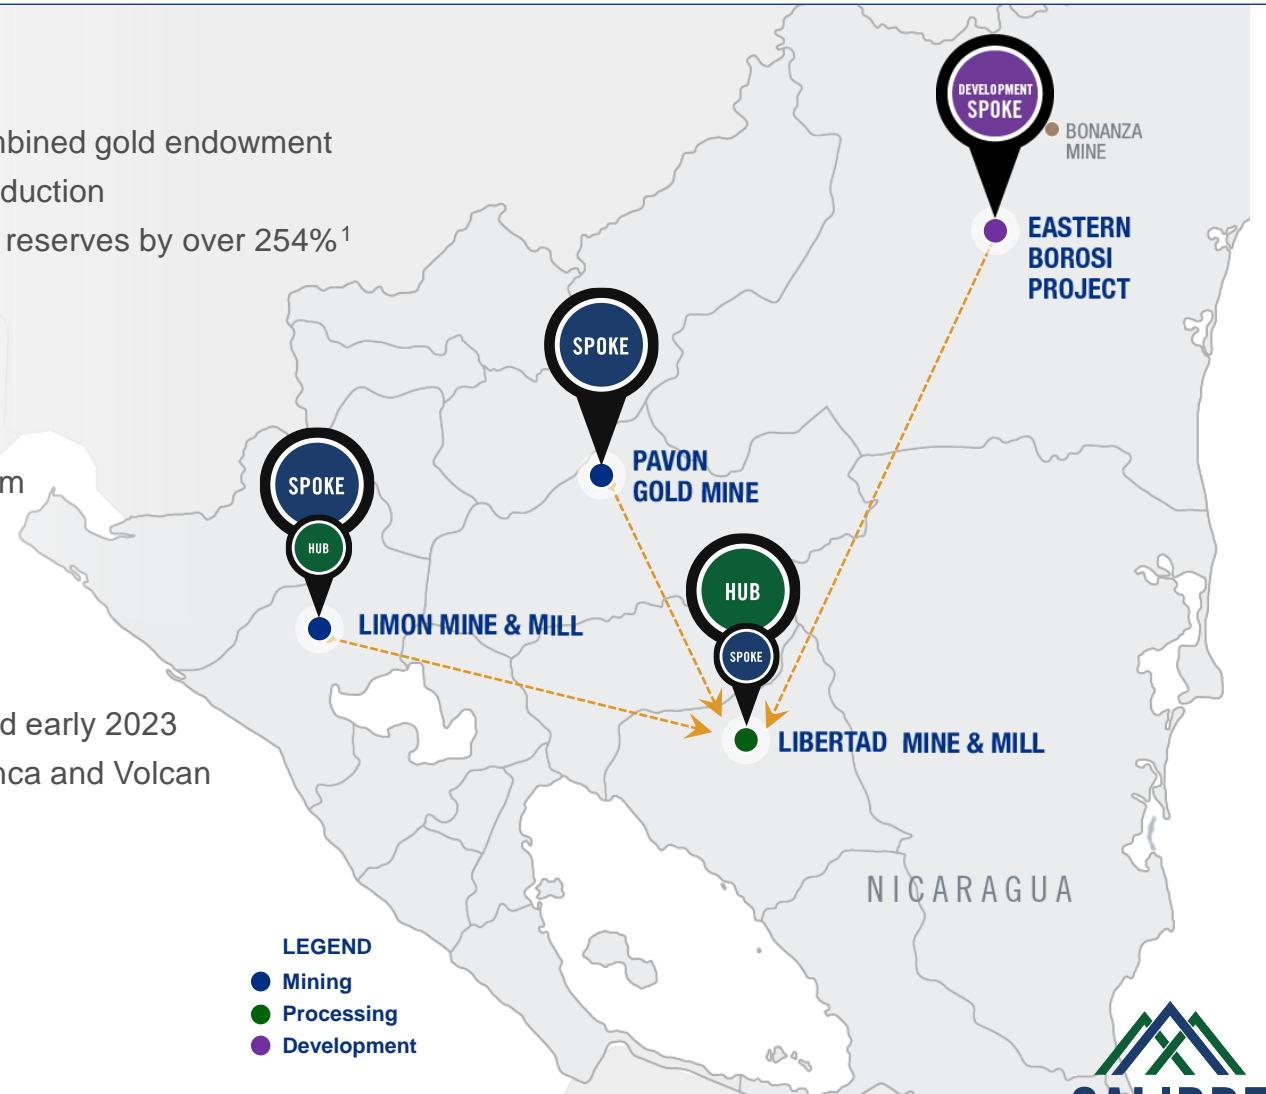 mbined gold endowment
duction
reserves by over 254%¹
m
d early 2023
nca and Volcan
DEVELOPMENT
SPOKE
BONANZA
MINE
EASTERN
BOROSI
PROJECT
SPOKE
PAVON
GOLD MINE
SPOKE
HUB
LIMON MINE & MILL
HUB
SPOKE
LIBERTAD MINE & MILL
NICARAGUA
LEGEND
Mining
Processing
Development
CALIBRE